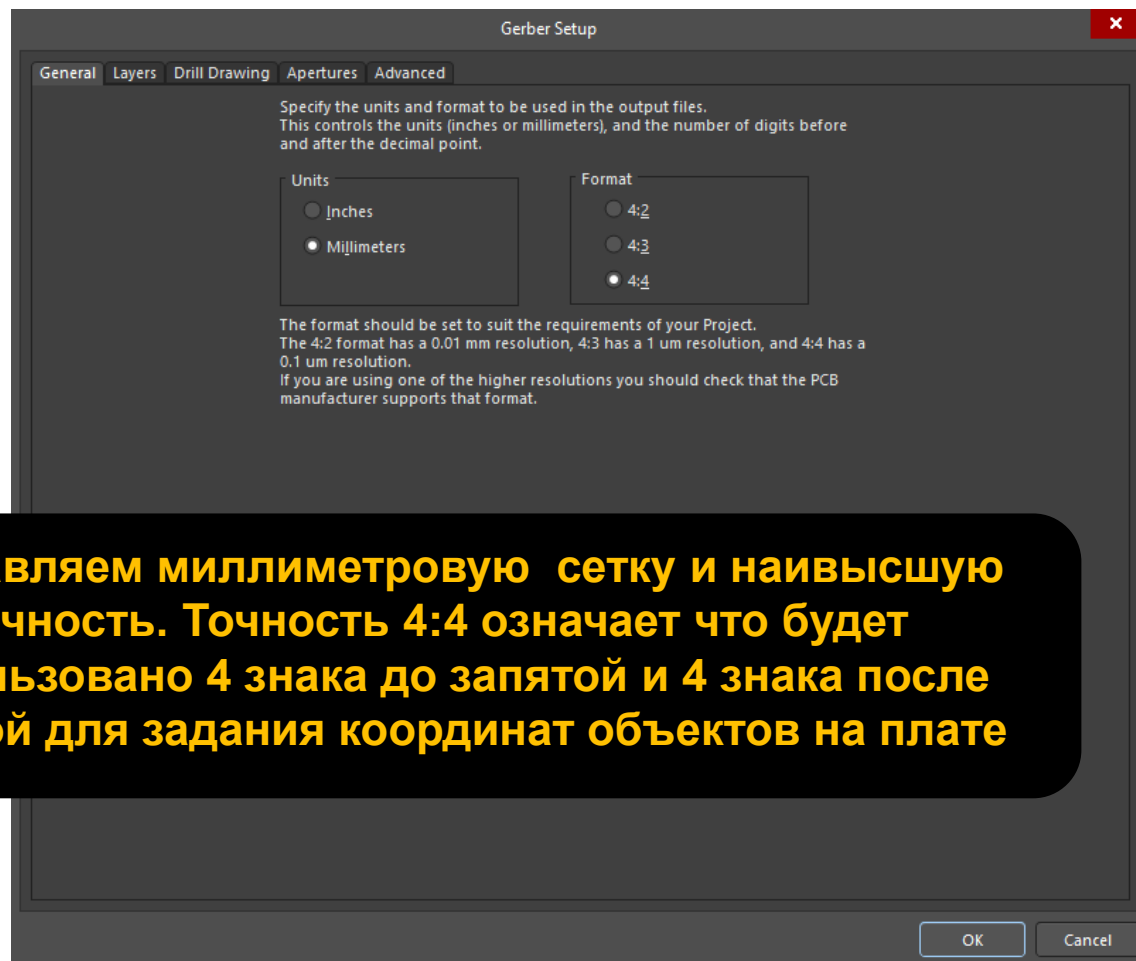 Gerber Setup
General Layers Drill Drawing Apertures Advanced
Specify the units and format to be used in the output files.
This controls the units (inches or millimeters), and the number of digits before
and after the decimal point.
Units
Inches
Millimeters
Format
4:2
4:3
4:4
The format should be set to suit the requirements of your Project.
The 4:2 format has a 0.01 mm resolution, 4:3 has a 1 um resolution, and 4:4 has a
0.1 um resolution.
If you are using one of the higher resolutions you should check that the PCB
manufacturer supports that format.
миллиметровую сетку и наивысшую
Точность 4:4 означает что будет
4 знака до запятой и 4 знака после
для задания координат объектов на плате
OK Cancel